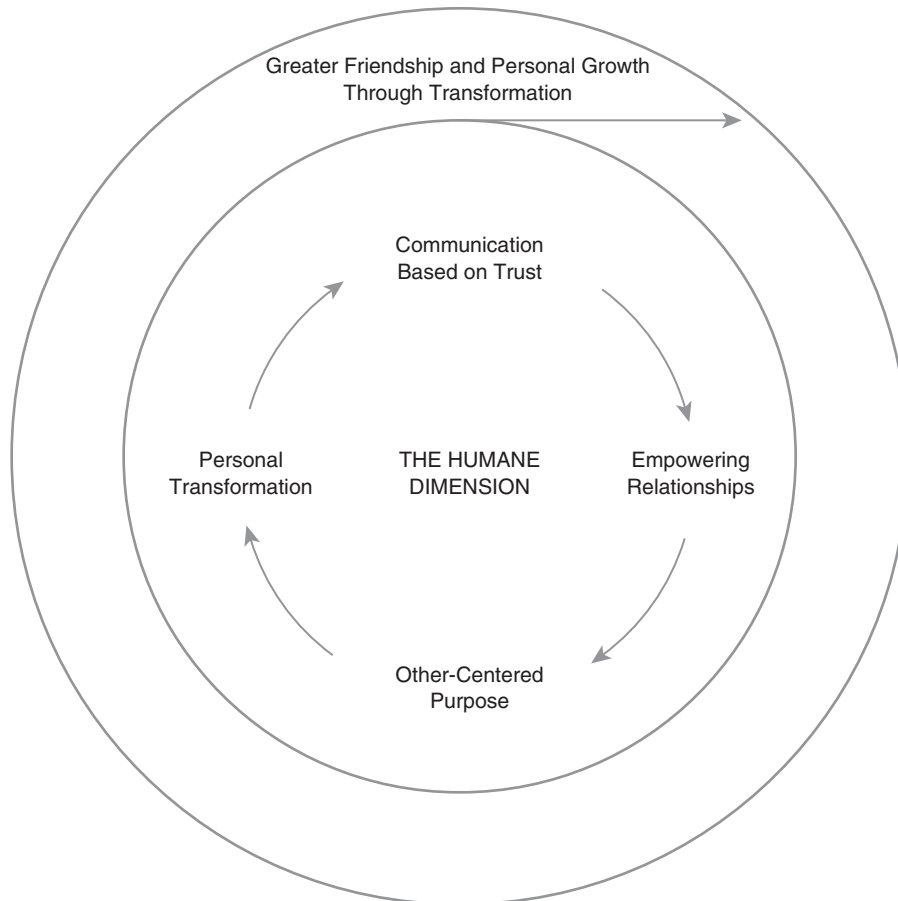 Greater Friendship and Personal Growth
Through Transformation
Communication
Based on Trust
Personal
Transformation
THE HUMANE
DIMENSION
Empowering
Relationships
Other-Centered
Purpose